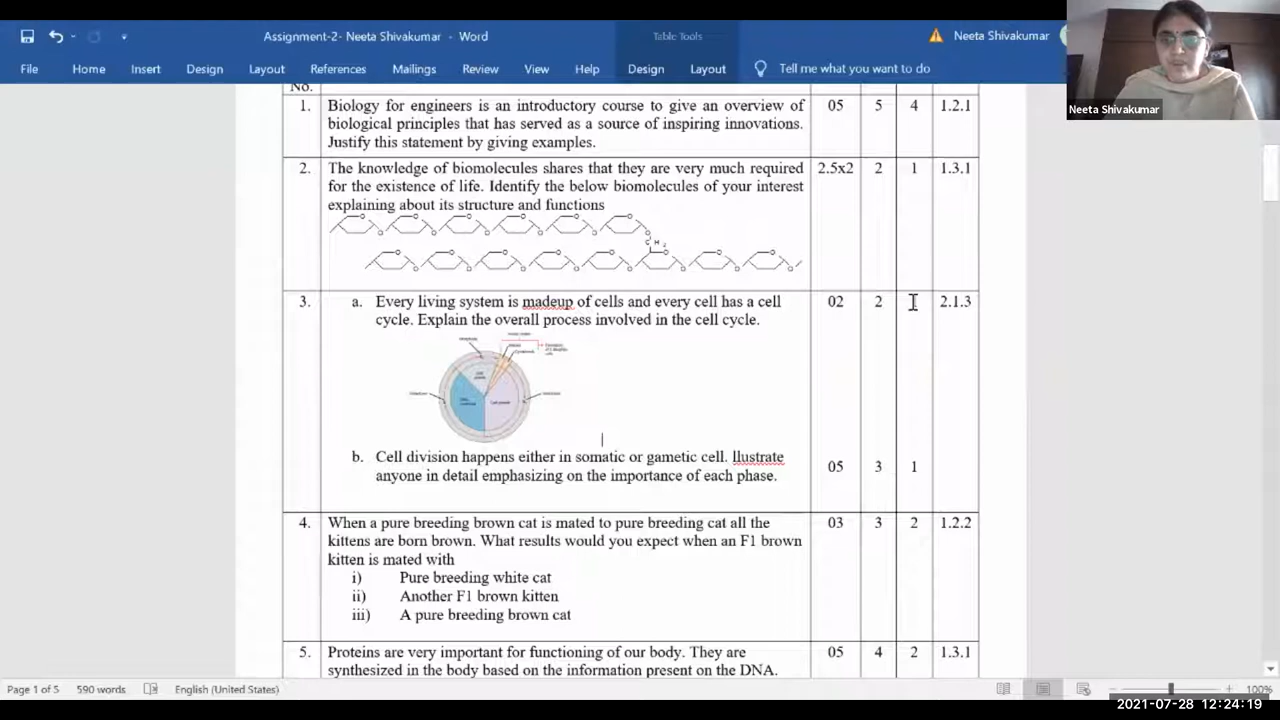 Assignment-2- Neeta Shivakumar - Word
Table Tools
Neeta Shivakumar
File Home Insert Design Layout References Mailings Review View Help Design Layout Tell me what you want to do
Neeta Shivakumar
No.
1. Biology for engineers is an introductory course to give an overview of 05 5 4 1.2.1
biological principles that has served as a source of inspiring innovations.
Justify this statement by giving examples.
2. The knowledge of biomolecules shares that they are very much required 2.5x2 2 1 1.3.1
for the existence of life. Identify the below biomolecules of your interest
explaining about its structure and functions
3. a. Every living system is madeup of cells and every cell has a cell 02 2 2.1.3
cycle. Explain the overall process involved in the cell cycle.
b. Cell division happens either in somatic or gametic cell. llustrate
anyone in detail emphasizing on the importance of each phase. 05 3 1
4. When a pure breeding brown cat is mated to pure breeding cat all the 03 3 2 1.2.2
kittens are born brown. What results would you expect when an F1 brown
kitten is mated with
i) Pure breeding white cat
ii) Another F1 brown kitten
iii) A pure breeding brown cat
5. Proteins are very important for functioning of our body. They are 05 4 2 1.3.1
synthesized in the body based on the information present on the DNA.
Page 1 of 5 590 words English (United States) 100%
2021-07-28 12:24:19